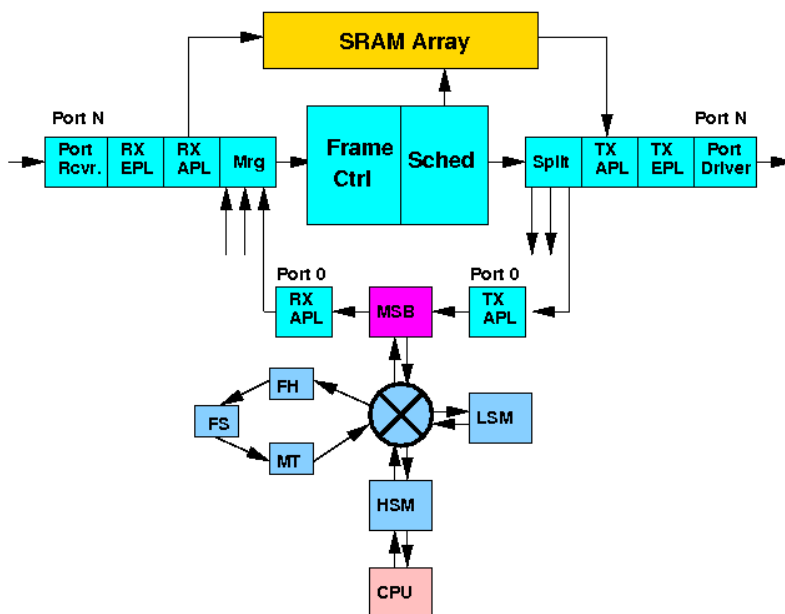 SRAM Array
Port N
Port N
Port
Rcvr.
RX
EPL
RX
APL
Mrg
Frame
Ctrl
Sched
Split
TX
APL
TX
EPL
Port
Driver
Port 0
Port 0
RX
APL
MSB
TX
APL
FH
FS
MT
LSM
HSM
CPU